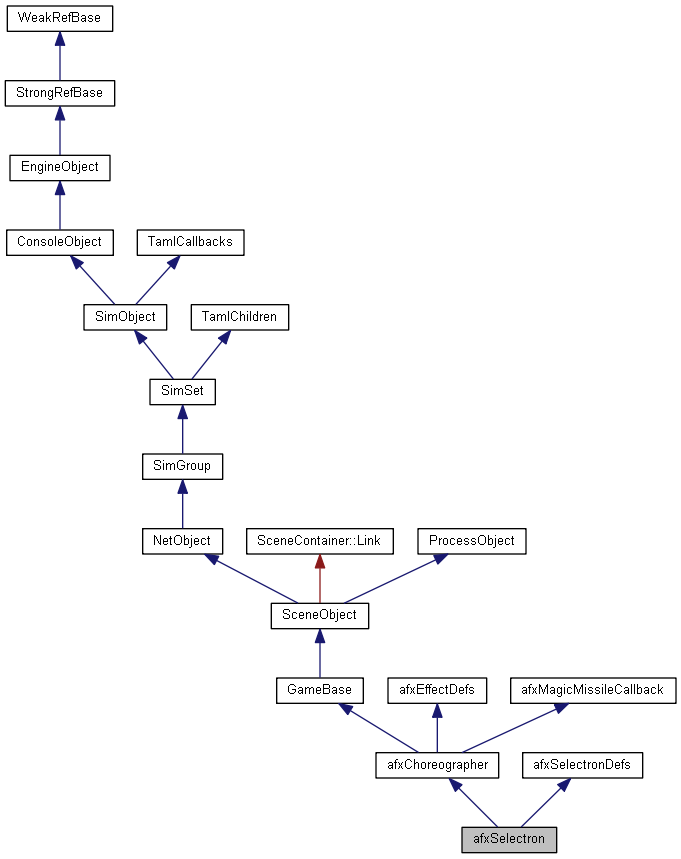 WeakRefBase
StrongRefBase
EngineObject
ConsoleObject
TamlCallbacks
SimObject
TamlChildren
SimSet
SimGroup
NetObject
SceneContainer::Link
ProcessObject
SceneObject
GameBase
afxEffectDefs
afxMagicMissileCallback
afxChoreographer
afxSelectronDefs
afxSelectron